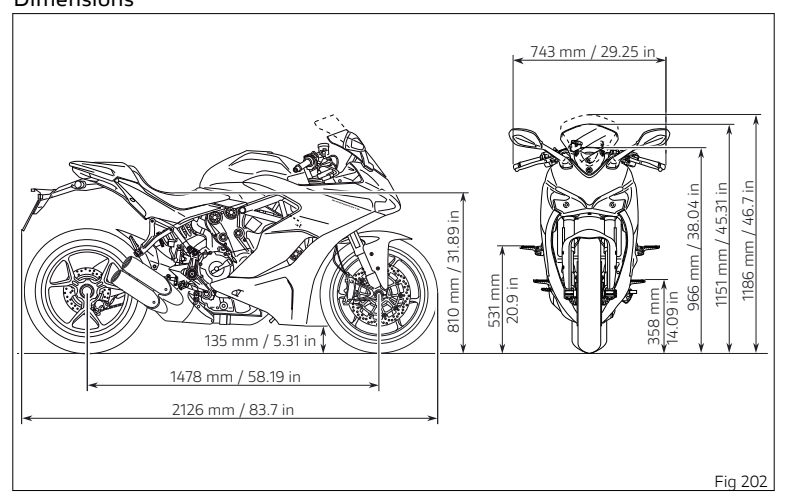 Dimensions
743 mm / 29.25 in
810 mm / 31.89 in
531 mm
20.9 in
358 mm
14.09 in
966 mm / 38.04 in
1151 mm / 45.31 in
1186 mm / 46.7 in
135 mm / 5.31 in
1478 mm / 58.19 in
2126 mm / 83.7 in
Fig 202